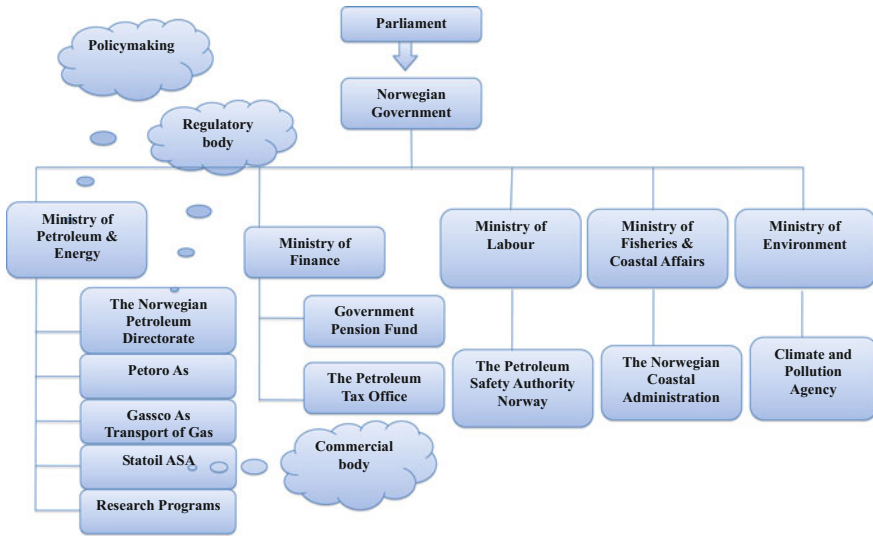 Policymaking
Parliament
Norwegian
Government
Regulatory
body
Ministry of
Petroleum &
Energy
Ministry of
Finance
Ministry of
Labour
Ministry of
Fisheries &
Coastal Affairs
Ministry of
Environment
The Norwegian
Petroleum
Directorate
Petoro As
Gassco As
Transport of Gas
Statoil ASA
Research Programs
Government
Pension Fund
The Petroleum
Tax Office
Commercial
body
The Petroleum
Safety Authority
Norway
The Norwegian
Coastal
Administration
Climate and
Pollution
Agency